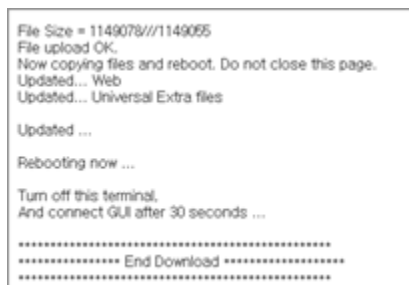 File Size = 1149078///1149055
File upload OK.
Now copying files and reboot. Do not close this page.
Updated... Web
Updated... Universal Extra files
Updated ...
Rebooting now ...
Turn off this terminal,
And connect GUI after 30 seconds ...
*************************************************
**************** End Download *******************
*************************************************